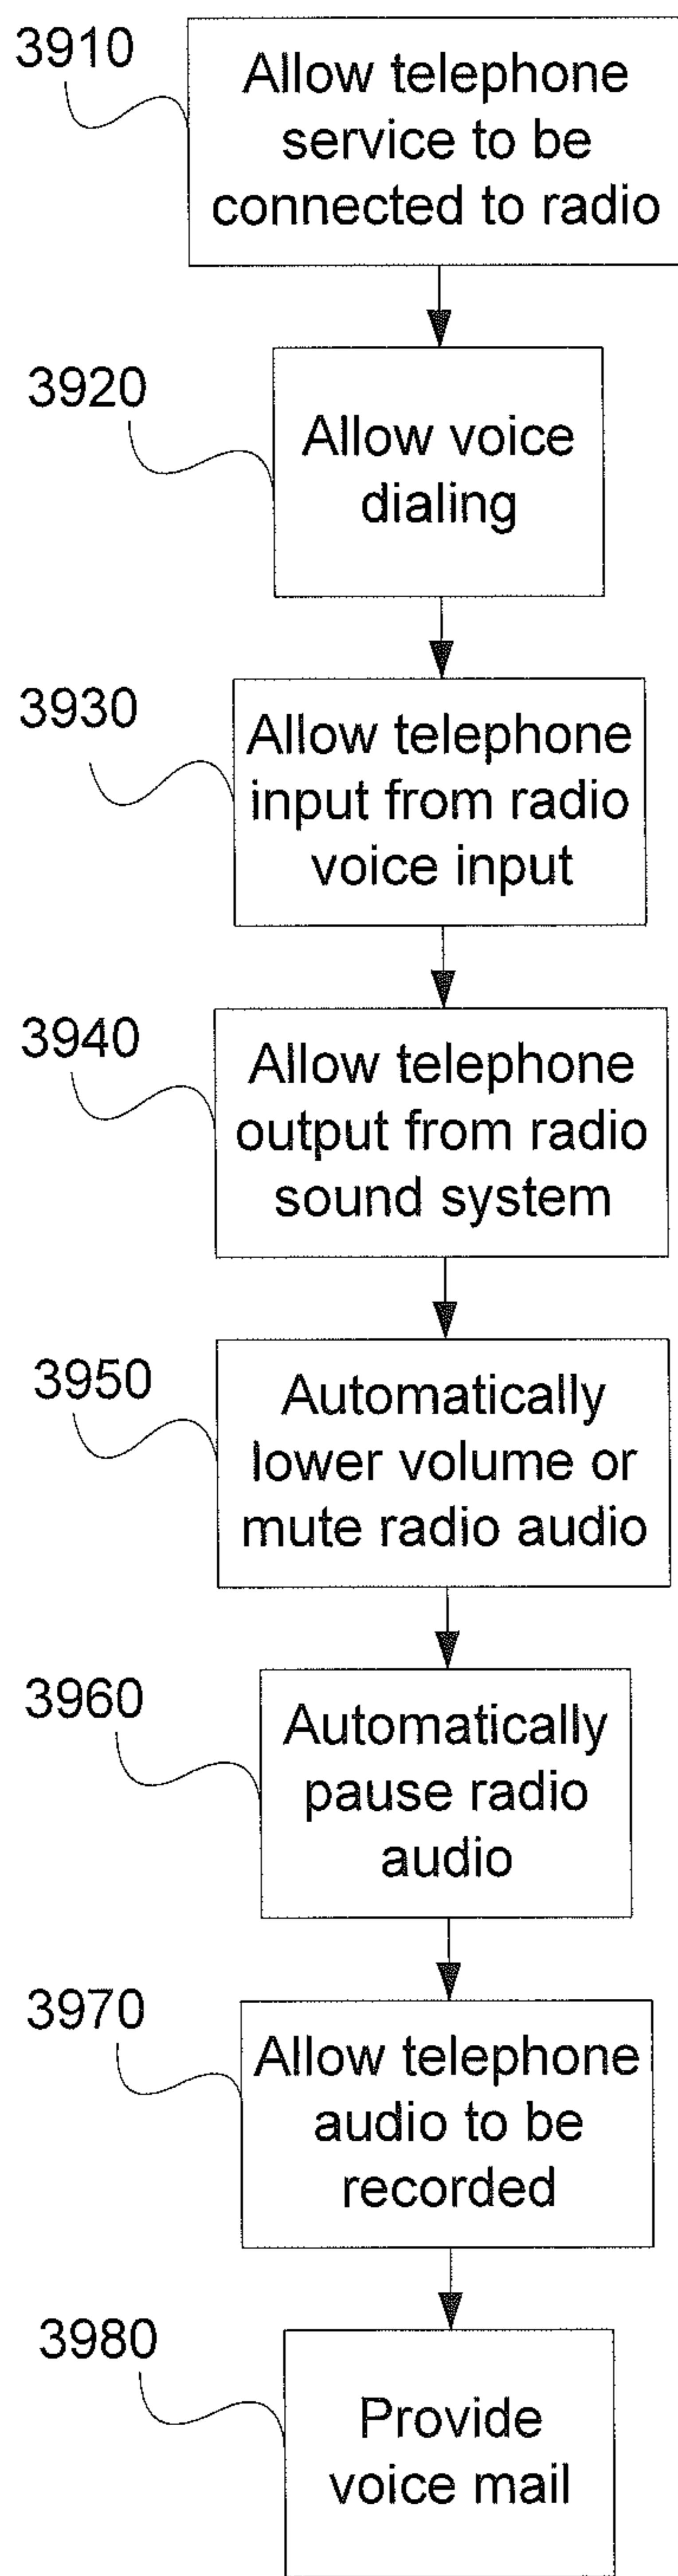 3910
Allow telephone
service to be
connected to radio
3920
Allow voice
dialing
3930
Allow telephone
input from radio
voice input
3940
Allow telephone
output from radio
sound system
3950
Automatically
lower volume or
mute radio audio
3960
Automatically
pause radio
audio
3970
Allow telephone
audio to be
recorded
3980
Provide
voice mail